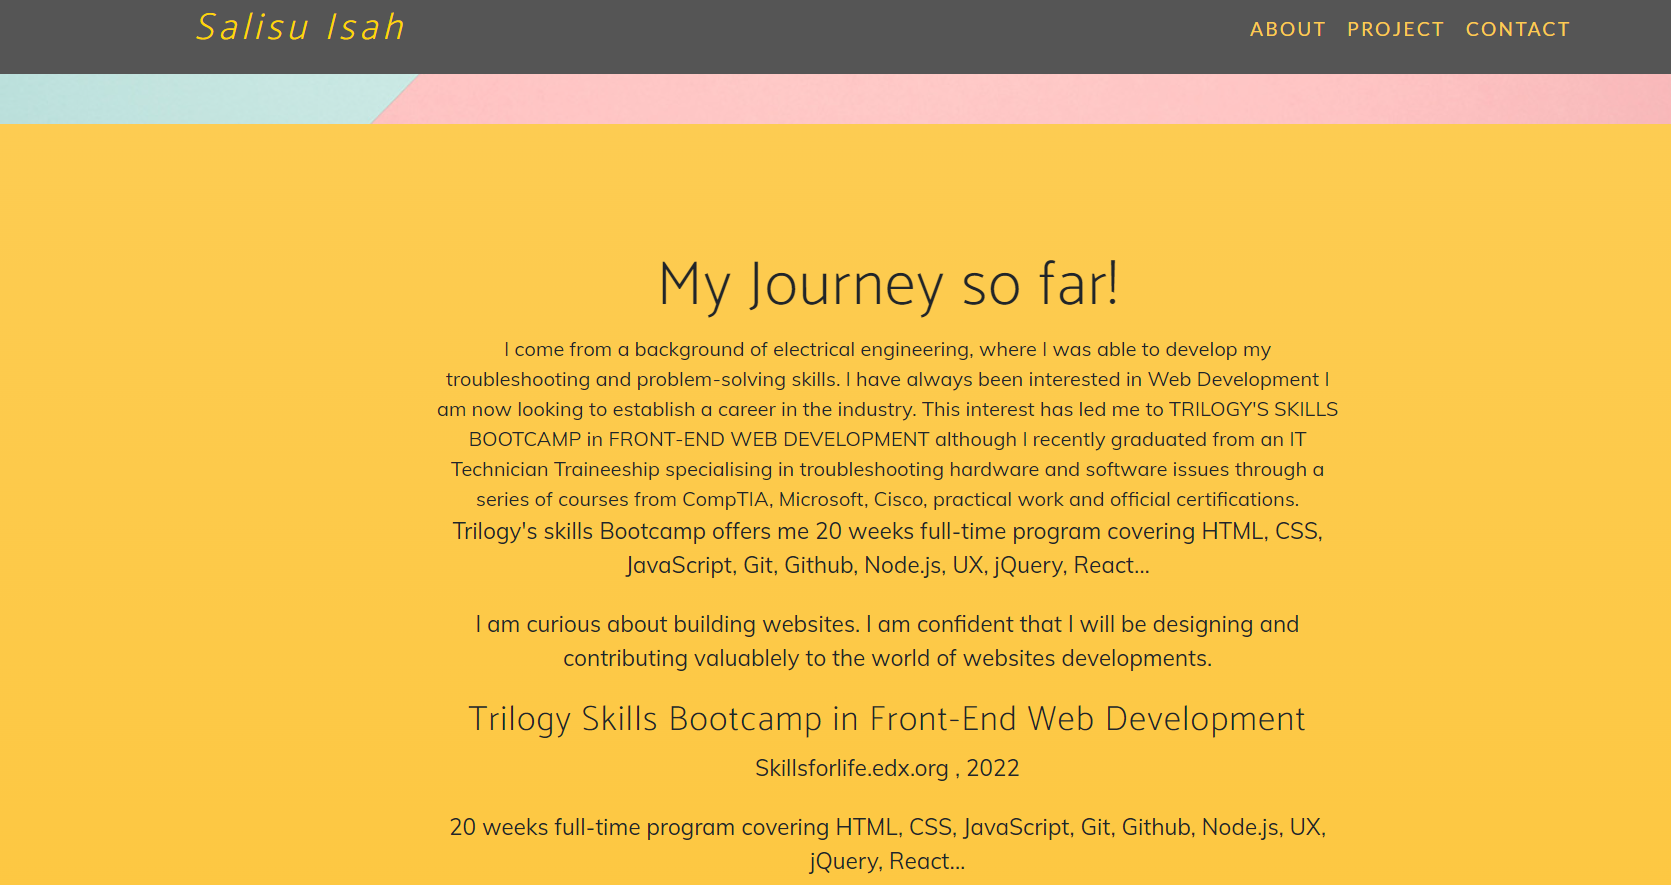 Salisu Isah
ABOUT PROJECT CONTACT
My Journey so far!
I come from a background of electrical engineering, where I was able to develop my
troubleshooting and problem-solving skills. I have always been interested in Web Development I
am now looking to establish a career in the industry. This interest has led me to TRILOGY'S SKILLS
BOOTCAMP in FRONT-END WEB DEVELOPMENT although I recently graduated from an IT
Technician Traineeship specialising in troubleshooting hardware and software issues through a
series of courses from CompTIA, Microsoft, Cisco, practical work and official certifications.
Trilogy's skills Bootcamp offers me 20 weeks full-time program covering HTML, CSS,
JavaScript, Git, Github, Node.js, UX, jQuery, React...
I am curious about building websites. I am confident that I will be designing and
contributing valuablely to the world of websites developments.
Trilogy Skills Bootcamp in Front-End Web Development
Skillsforlife.edx.org , 2022
20 weeks full-time program covering HTML, CSS, JavaScript, Git, Github, Node.js, UX,
jQuery, React...